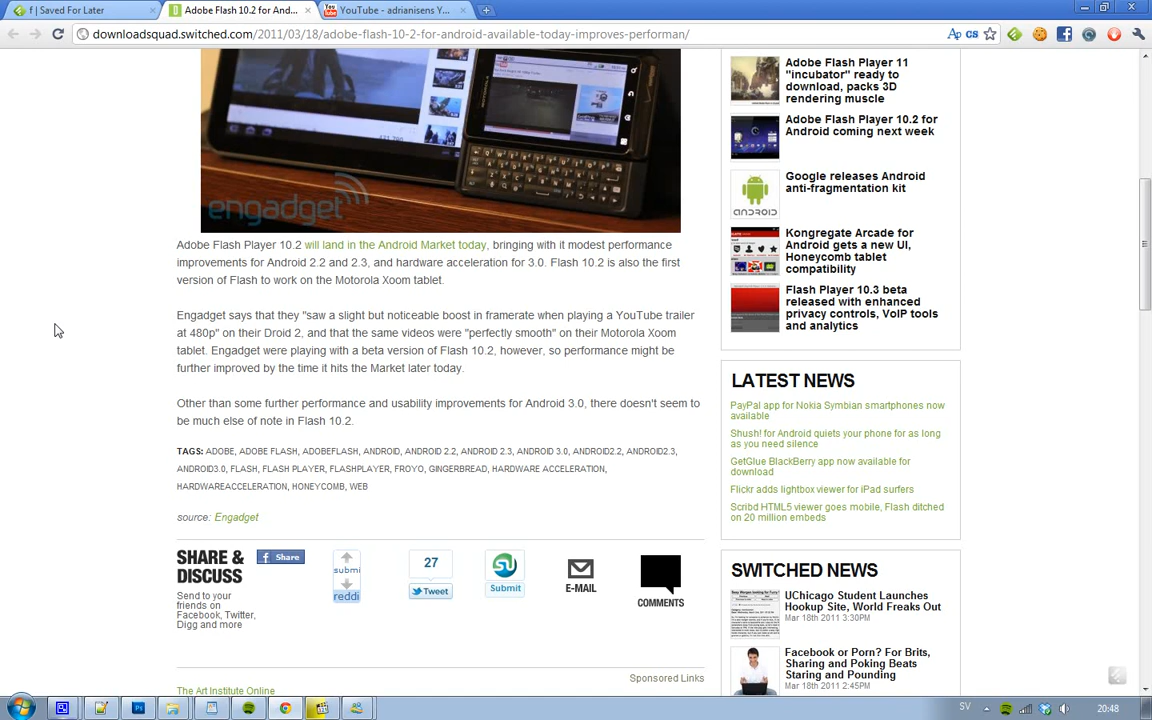 f | Saved For Later
Adobe Flash 10.2 for And...
YouTube - adrianisens Y...
downloadsquad.switched.com/2011/03/18/adobe-flash-10-2-for-android-available-today-improves-performan/
engadget
Adobe Flash Player 10.2 will land in the Android Market today, bringing with it modest performance
improvements for Android 2.2 and 2.3, and hardware acceleration for 3.0. Flash 10.2 is also the first
version of Flash to work on the Motorola Xoom tablet.
Engadget says that they "saw a slight but noticeable boost in framerate when playing a YouTube trailer
at 480p" on their Droid 2, and that the same videos were "perfectly smooth" on their Motorola Xoom
tablet. Engadget were playing with a beta version of Flash 10.2, however, so performance might be
further improved by the time it hits the Market later today.
Other than some further performance and usability improvements for Android 3.0, there doesn't seem to
be much else of note in Flash 10.2.
TAGS: ADOBE, ADOBE FLASH, ADOBEFLASH, ANDROID, ANDROID 2.2, ANDROID 2.3, ANDROID 3.0, ANDROID2.2, ANDROID2.3,
ANDROID3.0, FLASH, FLASH PLAYER, FLASHPLAYER, FROYO, GINGERBREAD, HARDWARE ACCELERATION,
HARDWAREACCELERATION, HONEYCOMB, WEB
source: Engadget
SHARE &
DISCUSS
Send to your
friends on
Facebook, Twitter,
Digg and more
Share
submi
reddi
27
Tweet
Submit
E-MAIL
COMMENTS
Sponsored Links
The Art Institute Online
Adobe Flash Player 11
"incubator" ready to
download, packs 3D
rendering muscle
Adobe Flash Player 10.2 for
Android coming next week
Google releases Android
anti-fragmentation kit
ANDROID
Kongregate Arcade for
Android gets a new UI,
Honeycomb tablet
compatibility
Flash Player 10.3 beta
released with enhanced
privacy controls, VoIP tools
and analytics
LATEST NEWS
PayPal app for Nokia Symbian smartphones now
available
Shush! for Android quiets your phone for as long
as you need silence
GetGlue BlackBerry app now available for
download
Flickr adds lightbox viewer for iPad surfers
Scribd HTML5 viewer goes mobile, Flash ditched
on 20 million embeds
SWITCHED NEWS
UChicago Student Launches
Hookup Site, World Freaks Out
Mar 18th 2011 3:30PM
Facebook or Porn? For Brits,
Sharing and Poking Beats
Starring and Pounding
Mar 18th 2011 2:45PM
SV
20:48